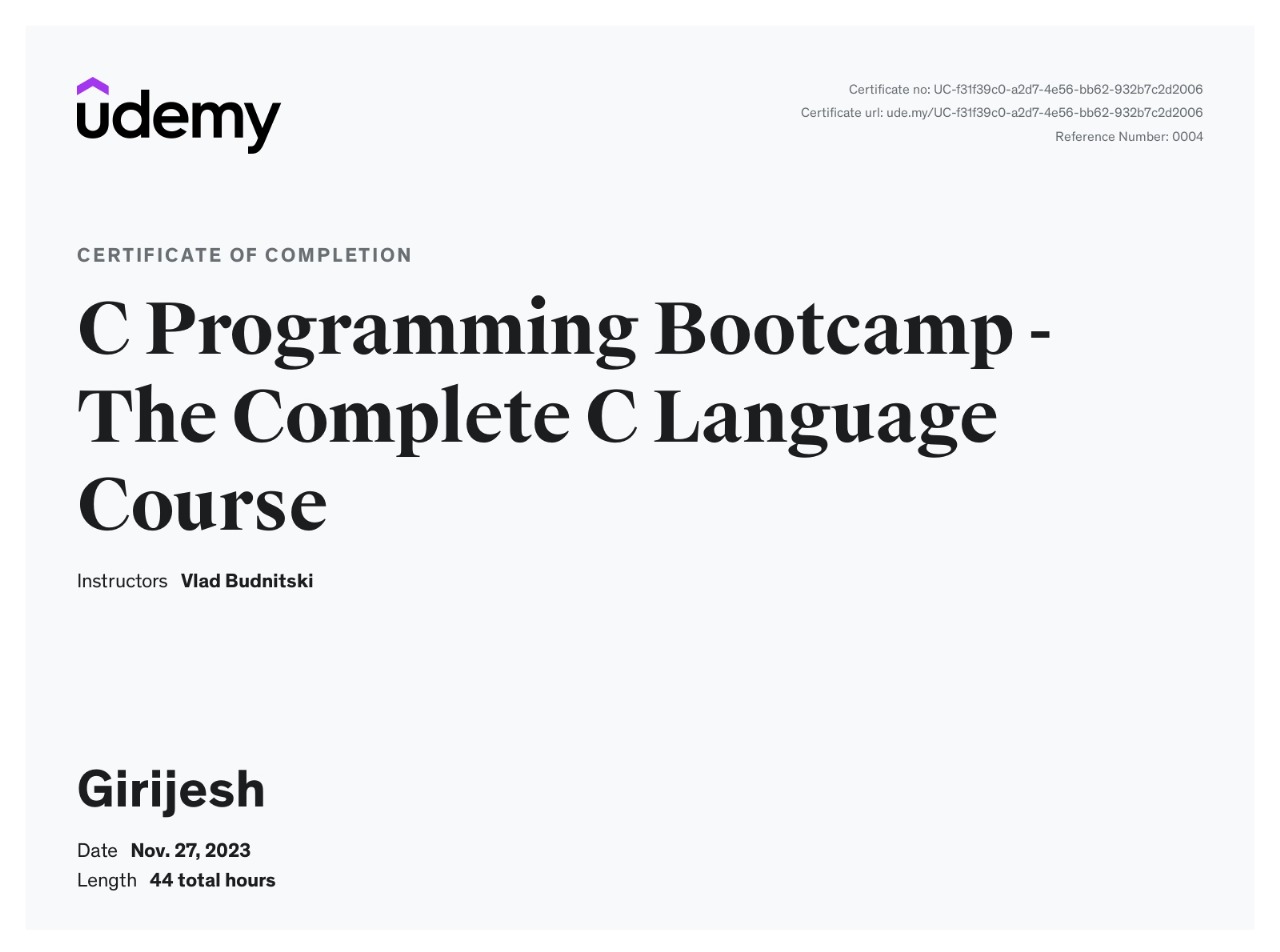 udemy
Certificate no: UC-f31f39c0-a2d7-4e56-bb62-932b7c2d2006
Certificate url: ude.my/UC-f31f39c0-a2d7-4e56-bb62-932b7c2d2006
Reference Number: 0004
CERTIFICATE OF COMPLETION
C Programming Bootcamp -
The Complete C Language
Course
Instructors Vlad Budnitski
Girijesh
Date Nov. 27, 2023
Length 44 total hours